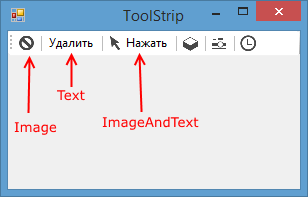 ToolStrip
Удалить Нажать
Text
ImageAndText
Image